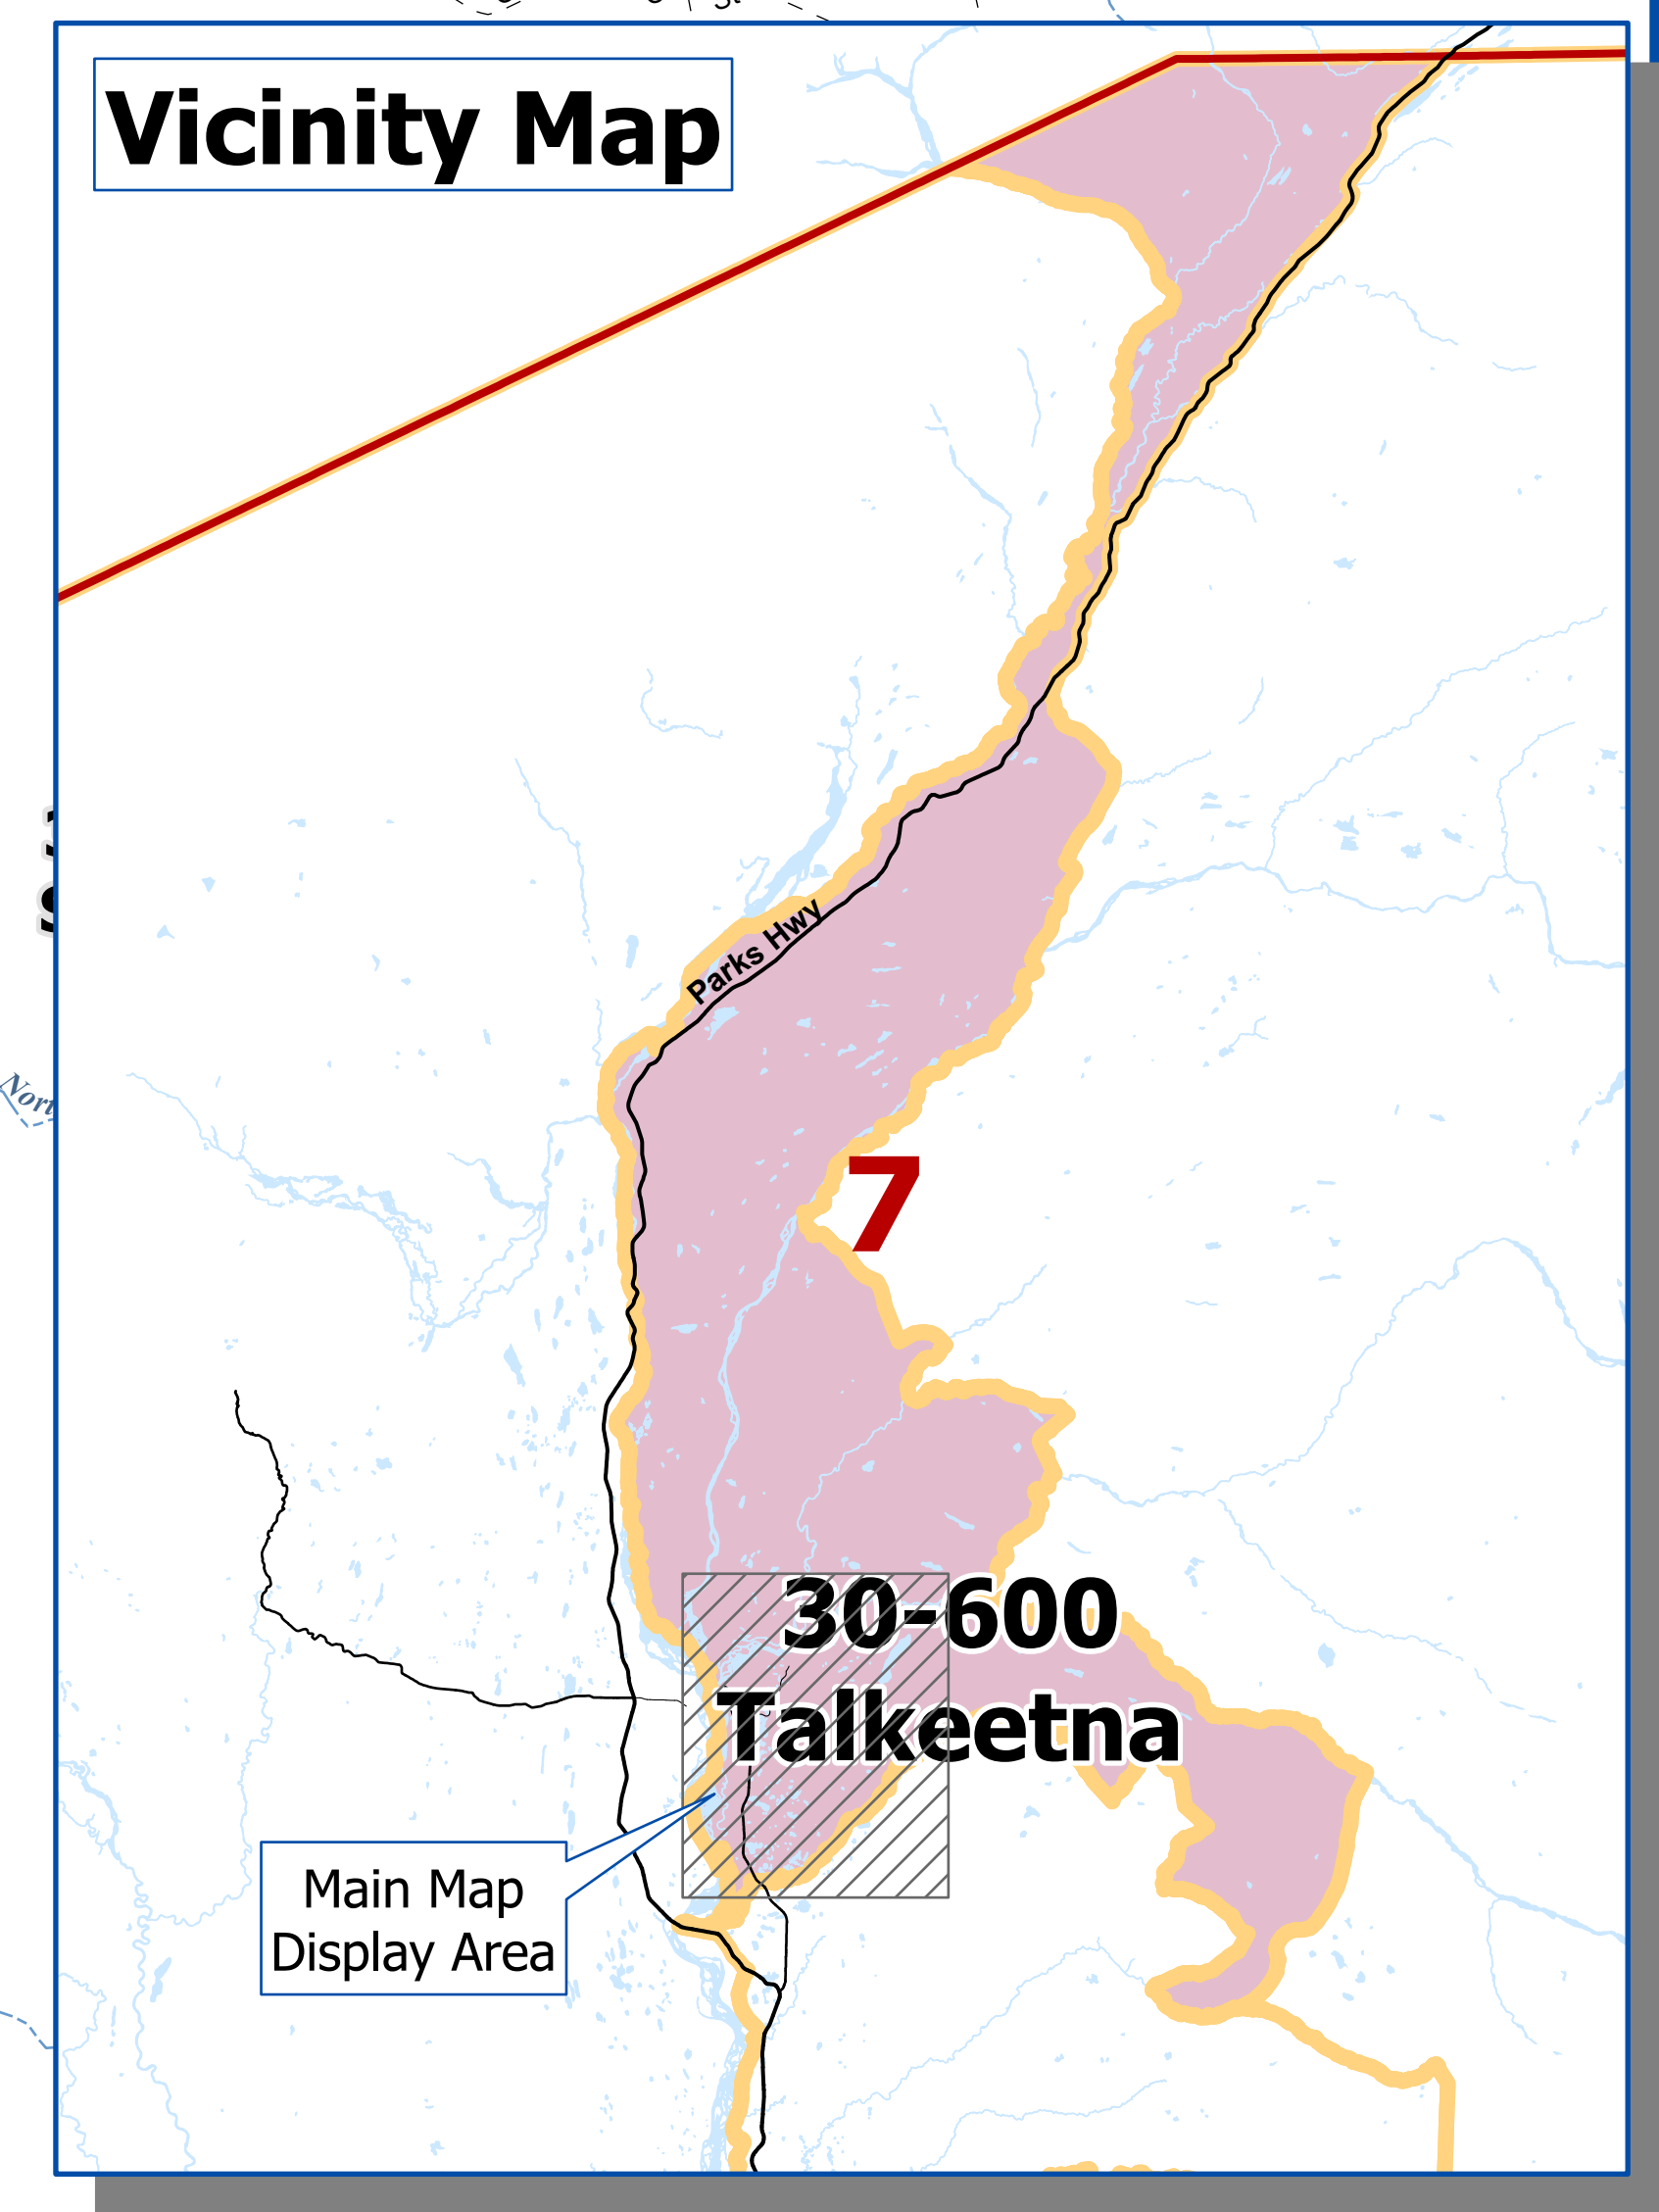 Vicinity Map
Parks Hwy
7
30-600
Talkeetna
Main Map
Display Area